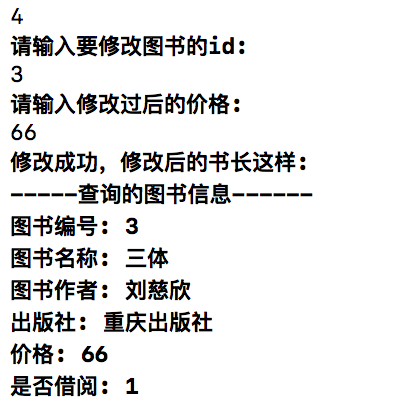 4
请输入要修改图书的id:
3
请输入修改过后的价格:
66
修改成功，修改后的书长这样:
-----查询的图书信息------
图书编号: 3
图书名称: 三体
图书作者: 刘慈欣
出版社: 重庆出版社
价格: 66
是否借阅: 1